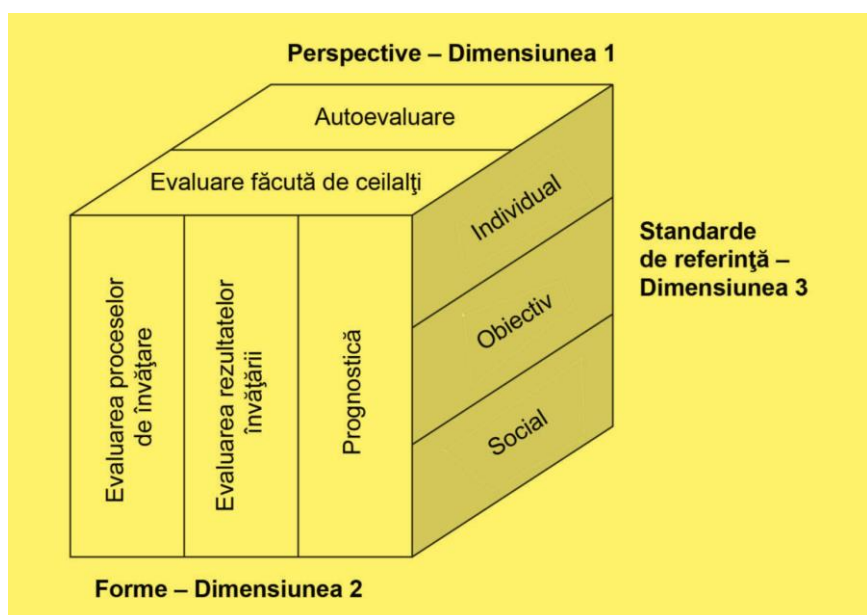 Perspective – Dimensiunea 1
Autoevaluare
Evaluare făcută de ceilalţi
Individual
Obiectiv
Social
Standarde
de referinţă –
Dimensiunea 3
Evaluarea proceselor
de învăţare
Evaluarea rezultatelor
învăţării
Prognostică
Forme – Dimensiunea 2